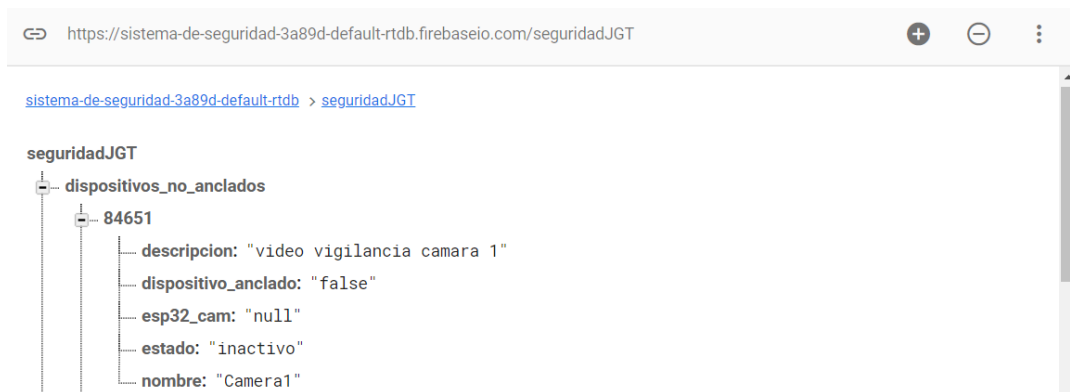 https://sistema-de-seguridad-3a89d-default-rtdb.firebaseio.com/seguridadJGT
sistema-de-seguridad-3a89d-default-rtdb > seguridadJGT
seguridadJGT
dispositivos_no_anclados
84651
descripcion: "video vigilancia camara 1"
dispositivo_anclado: "false"
esp32_cam: "null"
estado: "inactivo"
nombre: "Camera1"